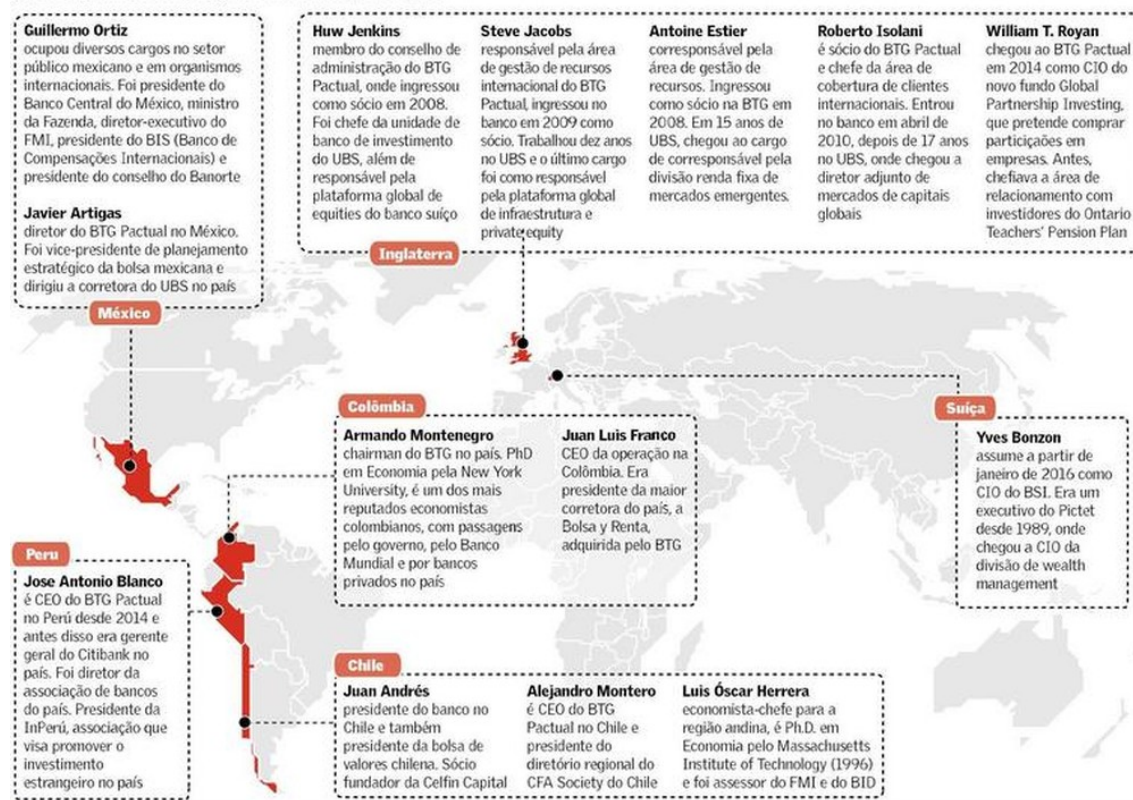 Guillermo Ortiz
ocupou diversos cargos no setor
público mexicano e em organismos
internacionais. Foi presidente do
Banco Central do México, ministro
da Fazenda, diretor-executivo do
FMI, presidente do BIS (Banco de
Compensações Internacionais) e
presidente do conselho do Banorte
Javier Artigas
diretor do BTG Pactual no México.
Foi vice-presidente de planejamento
estratégico da bolsa mexicana e
dirigiu a corretora do UBS no país
México
Huw Jenkins
membro do conselho de
administração do BTG
Pactual, onde ingressou
como sócio em 2008.
Foi chefe da unidade de
banco de investimento
do UBS, além de
responsável pela
plataforma global de
equities do banco suíço
Steve Jacobs
responsável pela área
de gestão de recursos
internacional do BTG
Pactual, ingressou no
banco em 2009 como
sócio. Trabalhou dez anos
no UBS e o último cargo
foi como responsável
pela plataforma global
de infraestrutura e
private equity
Antoine Estier
corresponsável pela
área de gestão de
recursos. Ingressou
como sócio na BTG em
2008. Em 15 anos de
UBS, chegou ao cargo
de corresponsável pela
divisão renda fixa de
mercados emergentes.
Roberto Isolani
é sócio do BTG Pactual
e chefe da área de
cobertura de clientes
internacionais. Entrou
no banco em abril de
2010, depois de 17 anos
no UBS, onde chegou a
diretor adjunto de
mercados de capitais
globais
William T. Royan
chegou ao BTG Pactual
em 2014 como CIO do
novo fundo Global
Partnership Investing,
que pretende comprar
particições em
empresas. Antes,
chefiava a área de
relacionamento com
investidores do Ontario
Teachers' Pension Plan
Inglaterra
Colômbia
Armando Montenegro
chairman do BTG no país. PhD
em Economia pela New York
University, é um dos mais
reputados economistas
colombianos, com passagens
pelo governo, pelo Banco
Mundial e por bancos
privados no país
Juan Luis Franco
CEO da operação na
Colômbia. Era
presidente da maior
corretora do país, a
Bolsa y Renta,
adquirida pelo BTG
Suíça
Yves Bonzon
assume a partir de
janeiro de 2016 como
CIO do BSI. Era um
executivo do Pictet
desde 1989, onde
chegou a CIO da
divisão de wealth
management
Peru
Jose Antonio Blanco
é CEO do BTG Pactual
no Perú desde 2014 e
antes disso era gerente
geral do Citibank no
país. Foi diretor da
associação de bancos
do país. Presidente da
InPerú, associação que
visa promover o
investimento
estrangeiro no país
Chile
Juan Andrés
presidente do banco no
Chile e também
presidente da bolsa de
valores chilena. Sócio
fundador da Celfin Capital
Alejandro Montero
é CEO do BTG
Pactual no Chile e
presidente do
diretório regional do
CFA Society do Chile
Luis Óscar Herrera
economista-chefe para a
região andina, é Ph.D. em
Economia pelo Massachusetts
Institute of Technology (1996)
e foi assessor do FMI e do BID